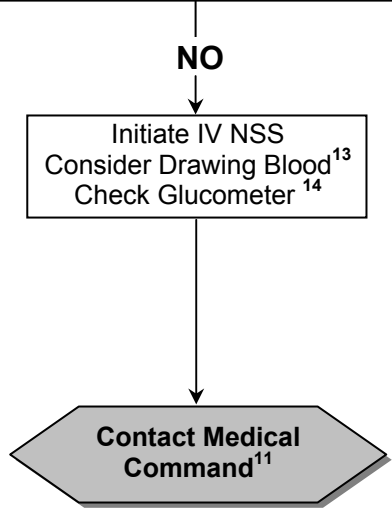 NO
Initiate IV NSS
Consider Drawing Blood13
Check Glucometer 14
Contact Medical
Command11